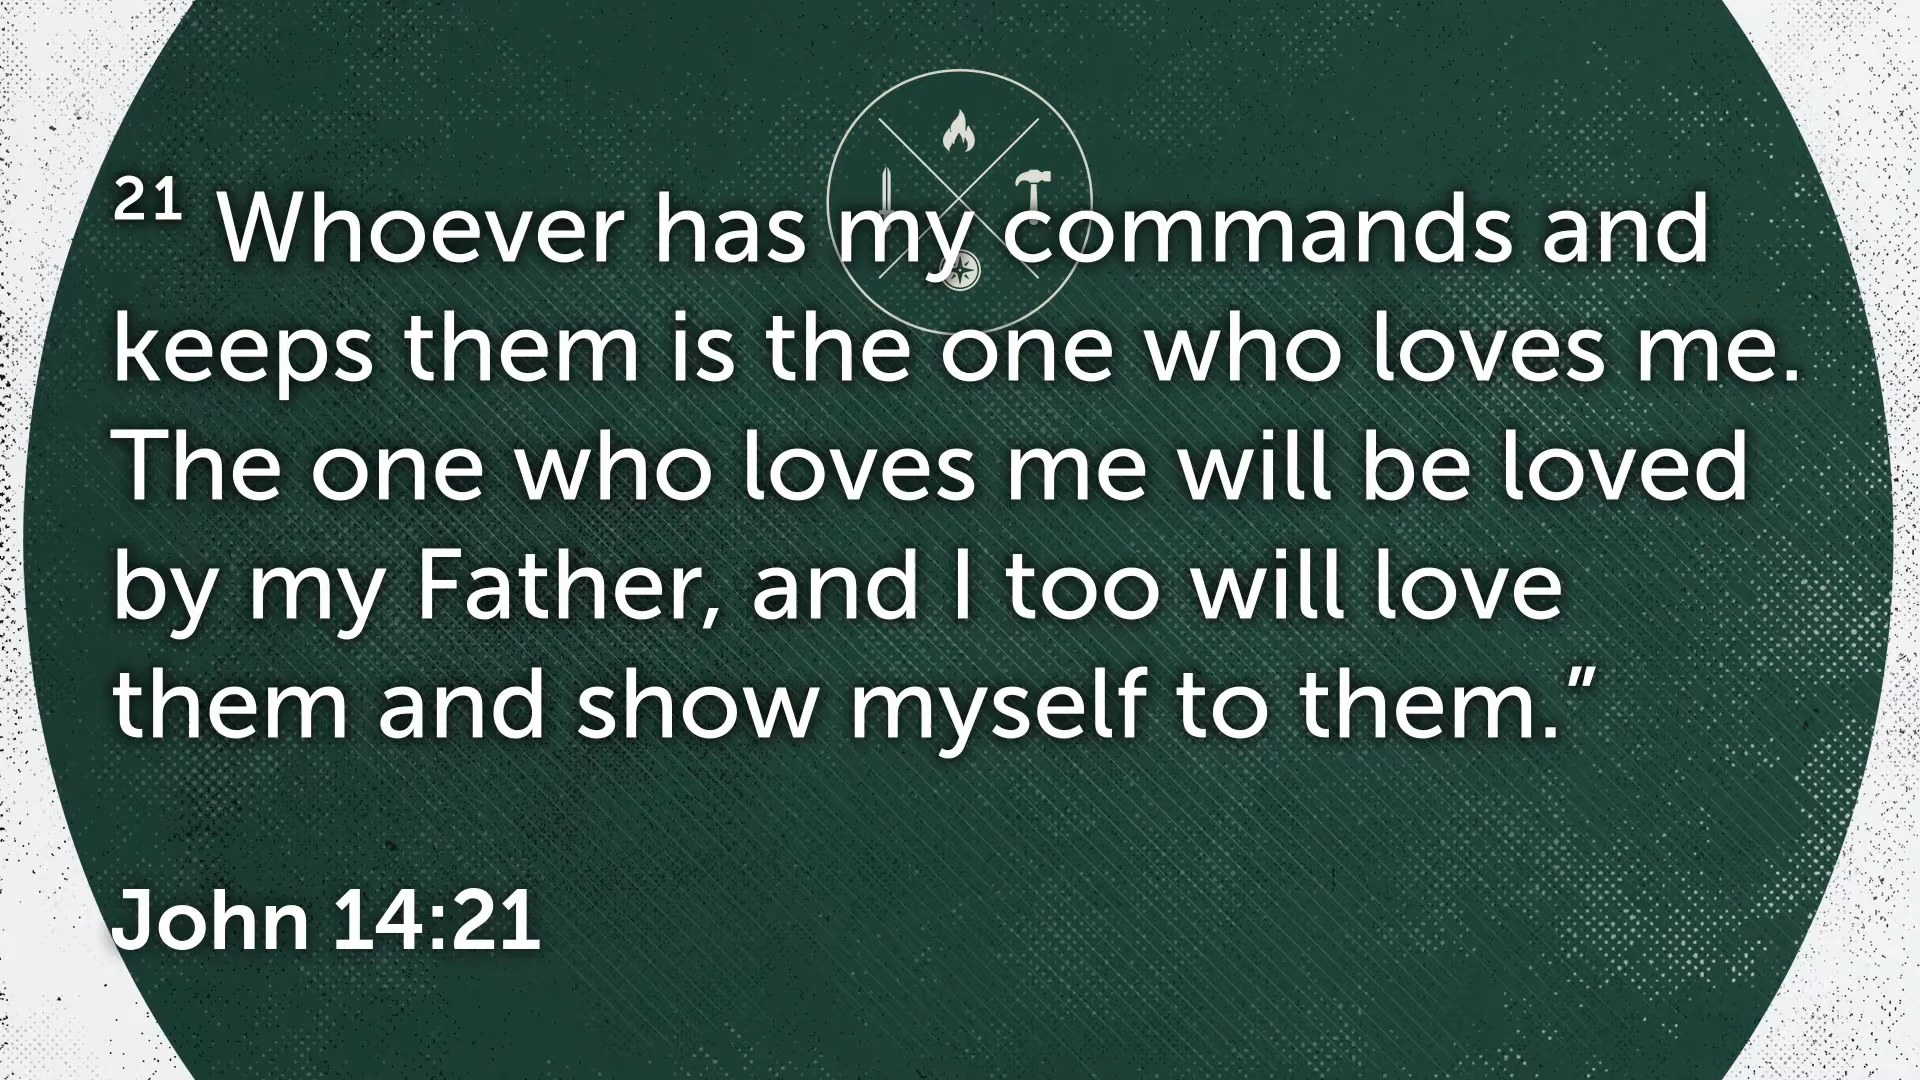 21 Whoever has my commands and
keeps them is the one who loves me.
The one who loves me will be loved
by my Father, and I too will love
them and show myself to them.”
John 14:21